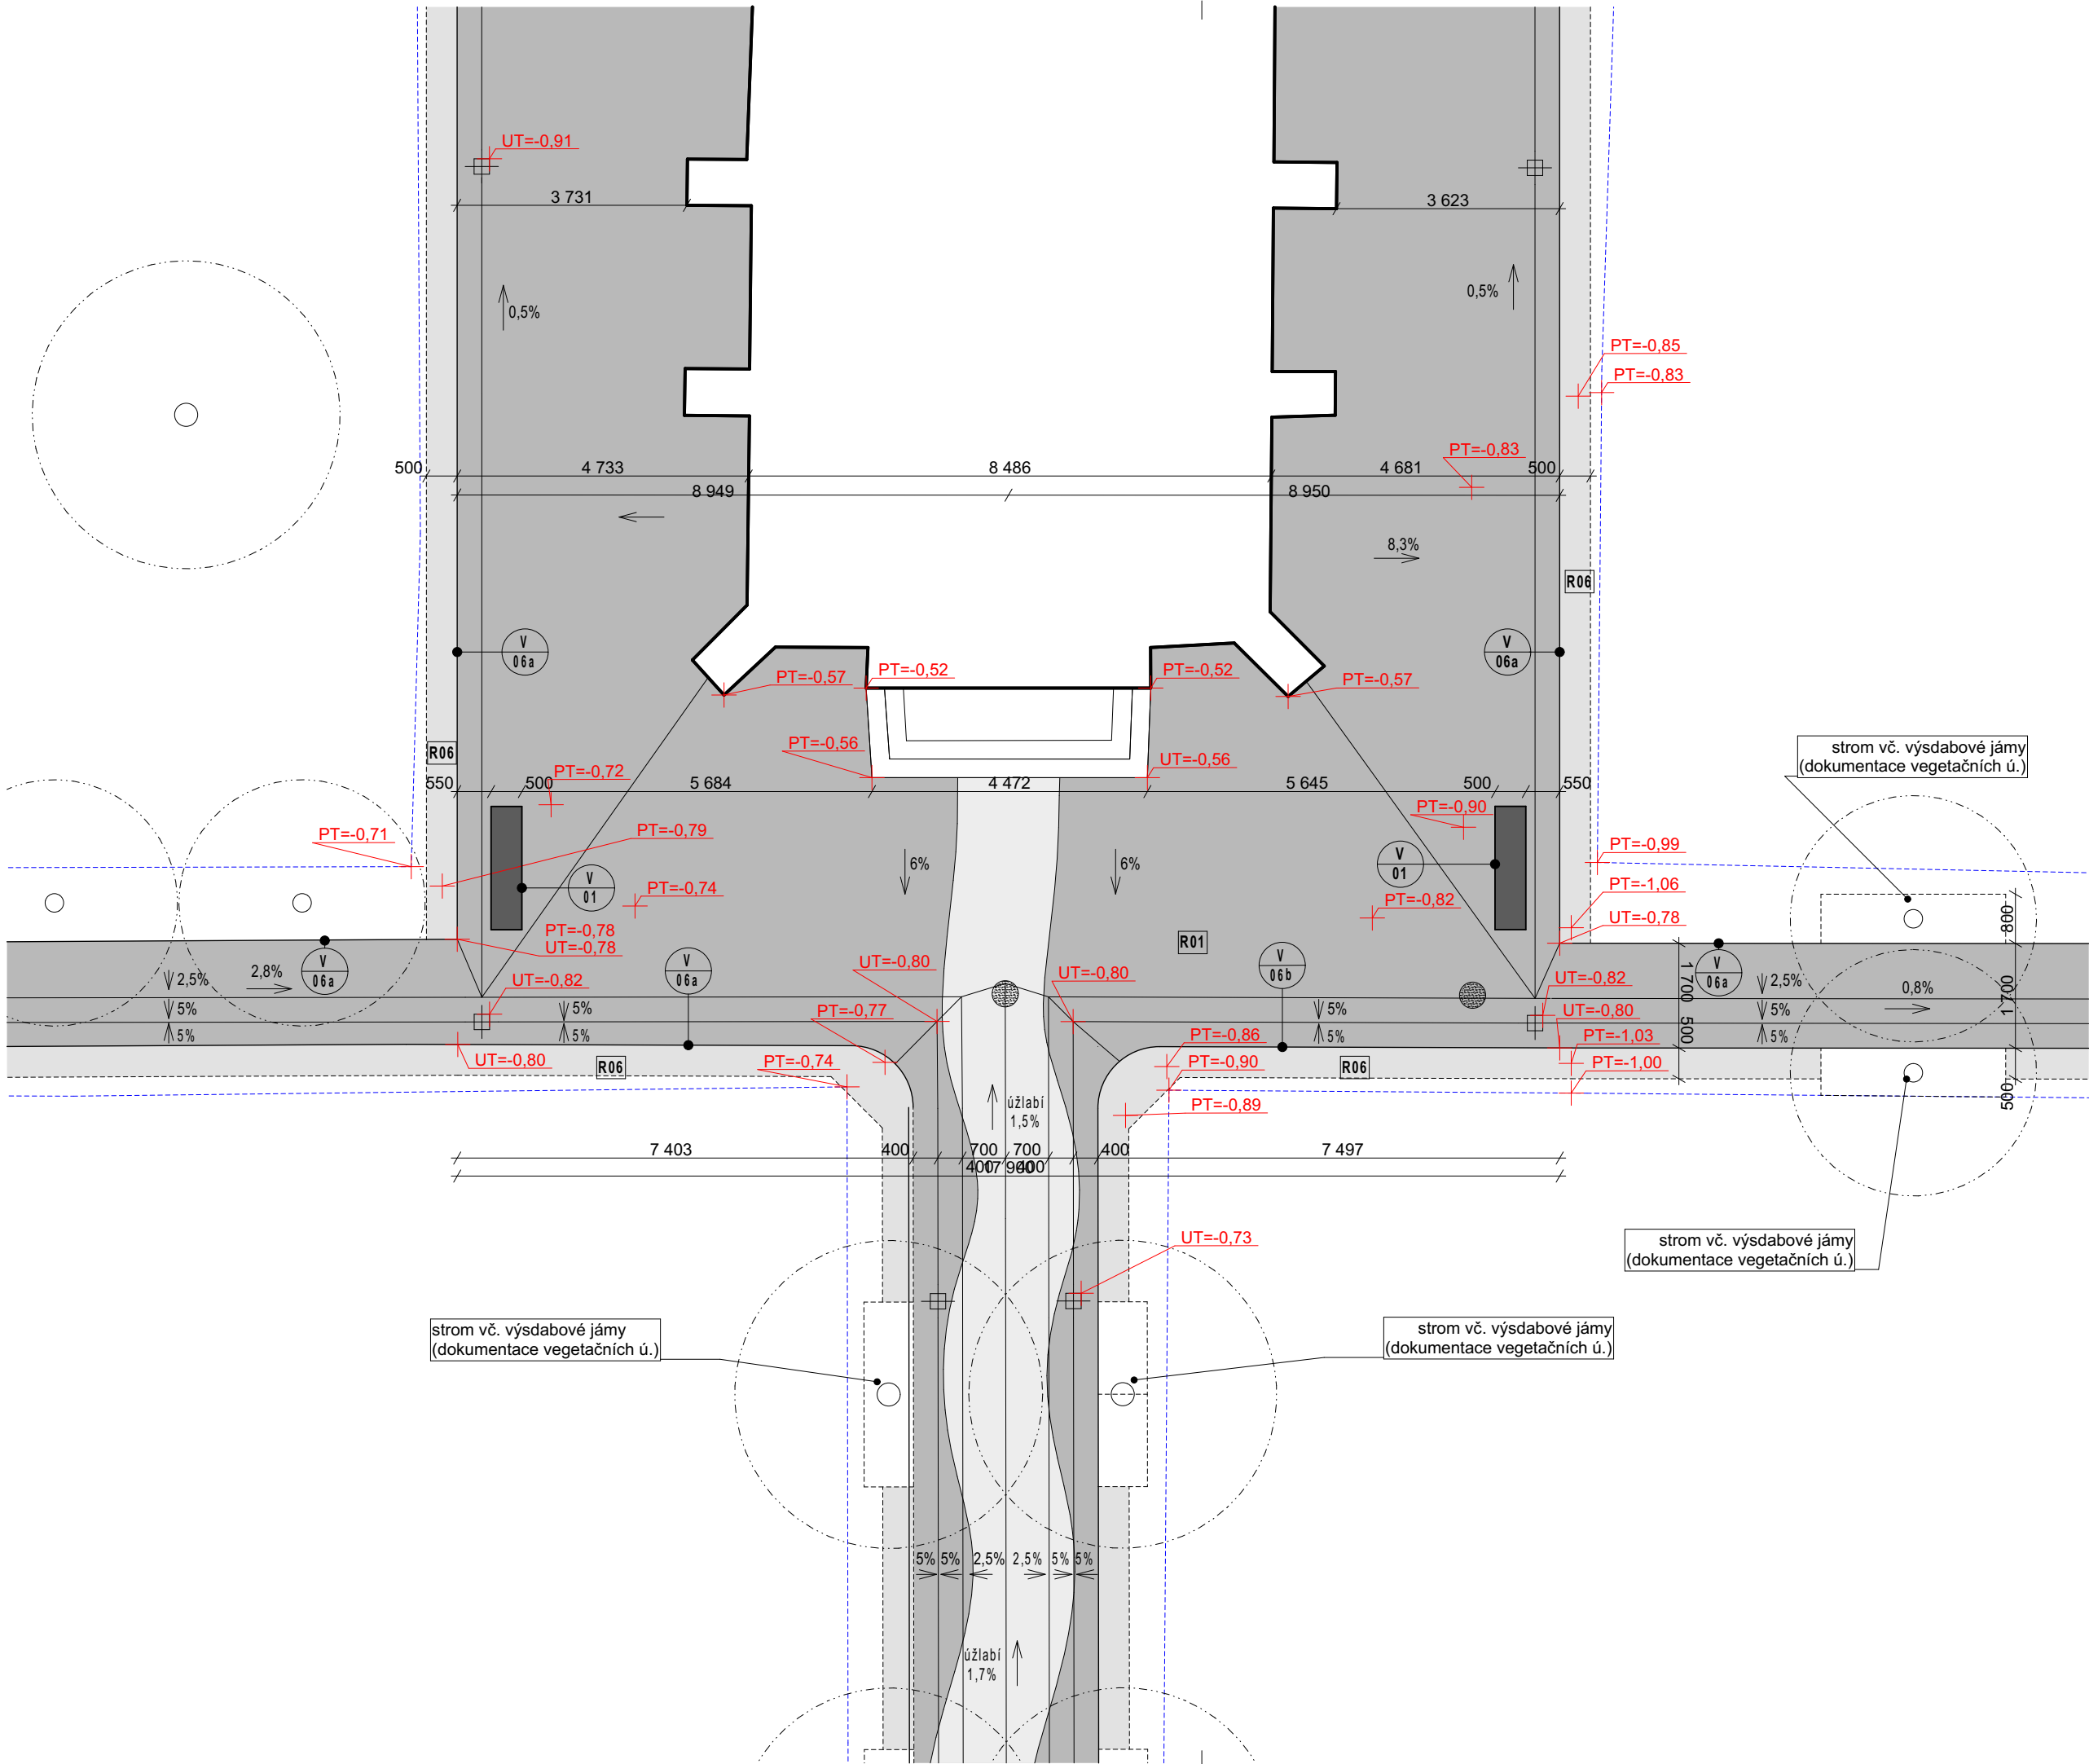 UT=-0,91
3 731
3 623
0,5%
0,5%
PT=-0,85
PT=-0,83
PT=-0,83
500
4 733
8 486
4 681
500
8 949
8 950
8,3%
R06
V
06a
V
06a
PT=-0,57
PT=-0,52
PT=-0,52
PT=-0,57
R06
PT=-0,56
UT=-0,56
strom vč. výsdabové jámy
(dokumentace vegetačních ú.)
PT=-0,72
550
500
5 684
4 472
5 645
500
550
PT=-0,90
PT=-0,71
PT=-0,79
PT=-0,99
6%
6%
V
01
V
01
PT=-0,74
PT=-0,82
PT=-1,06
UT=-0,78
800
PT=-0,78
UT=-0,78
R01
UT=-0,80
UT=-0,80
V
06a
V
06a
V
06b
V
06a
2,5%
2,8%
UT=-0,82
UT=-0,82
1 700
2,5%
0,8%
1 700
5%
5%
5%
5%
5%
5%
5%
5%
PT=-0,77
UT=-0,80
500
PT=-0,86
PT=-1,03
UT=-0,80
R06
PT=-0,74
PT=-0,90
R06
PT=-1,00
500
úžlabí
1,5%
PT=-0,89
7 403
400
700
700
400
7 497
400
17 900
400
UT=-0,73
strom vč. výsdabové jámy
(dokumentace vegetačních ú.)
strom vč. výsdabové jámy
(dokumentace vegetačních ú.)
strom vč. výsdabové jámy
(dokumentace vegetačních ú.)
5%
5%
2,5%
2,5%
5%
5%
úžlabí
1,7%